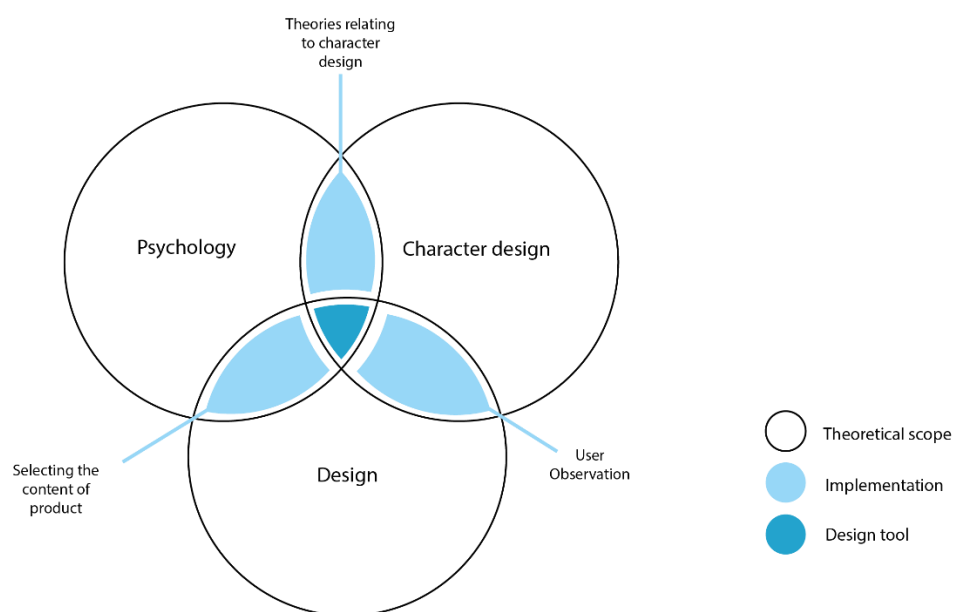 Theories relating
to character
design
Psychology
Character design
Design
Selecting the
content of
product
User
Observation
Theoretical scope
Implementation
Design tool